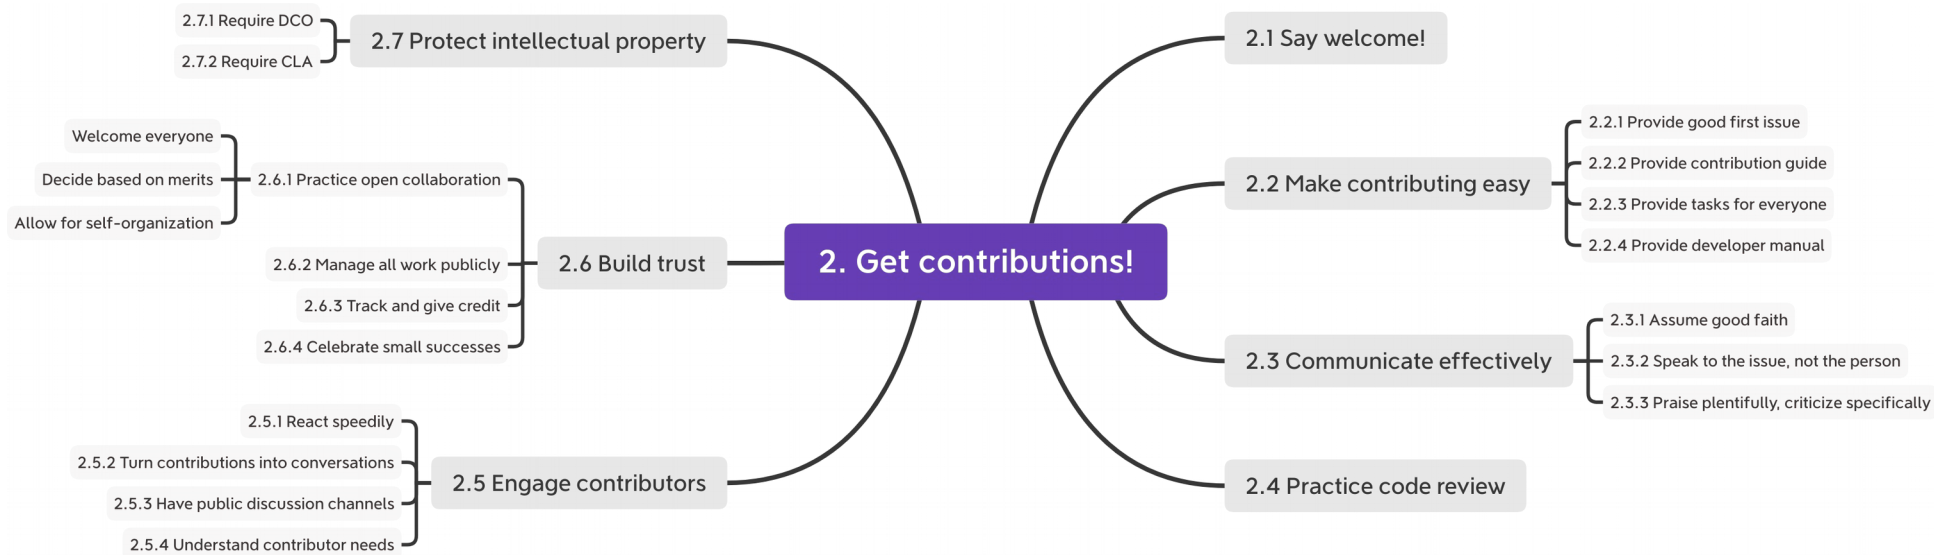 2. Get contributions!
2.1 Say welcome!
2.2 Make contributing easy
2.2.1 Provide good first issue
2.2.2 Provide contribution guide
2.2.3 Provide tasks for everyone
2.2.4 Provide developer manual
2.3 Communicate effectively
2.3.1 Assume good faith
2.3.2 Speak to the issue, not the person
2.3.3 Praise plentifully, criticize specifically
2.4 Practice code review
2.5 Engage contributors
2.5.1 React speedily
2.5.2 Turn contributions into conversations
2.5.3 Have public discussion channels
2.5.4 Understand contributor needs
2.6 Build trust
2.6.1 Practice open collaboration
Welcome everyone
Decide based on merits
Allow for self-organization
2.6.2 Manage all work publicly
2.6.3 Track and give credit
2.6.4 Celebrate small successes
2.7 Protect intellectual property
2.7.1 Require DCO
2.7.2 Require CLA